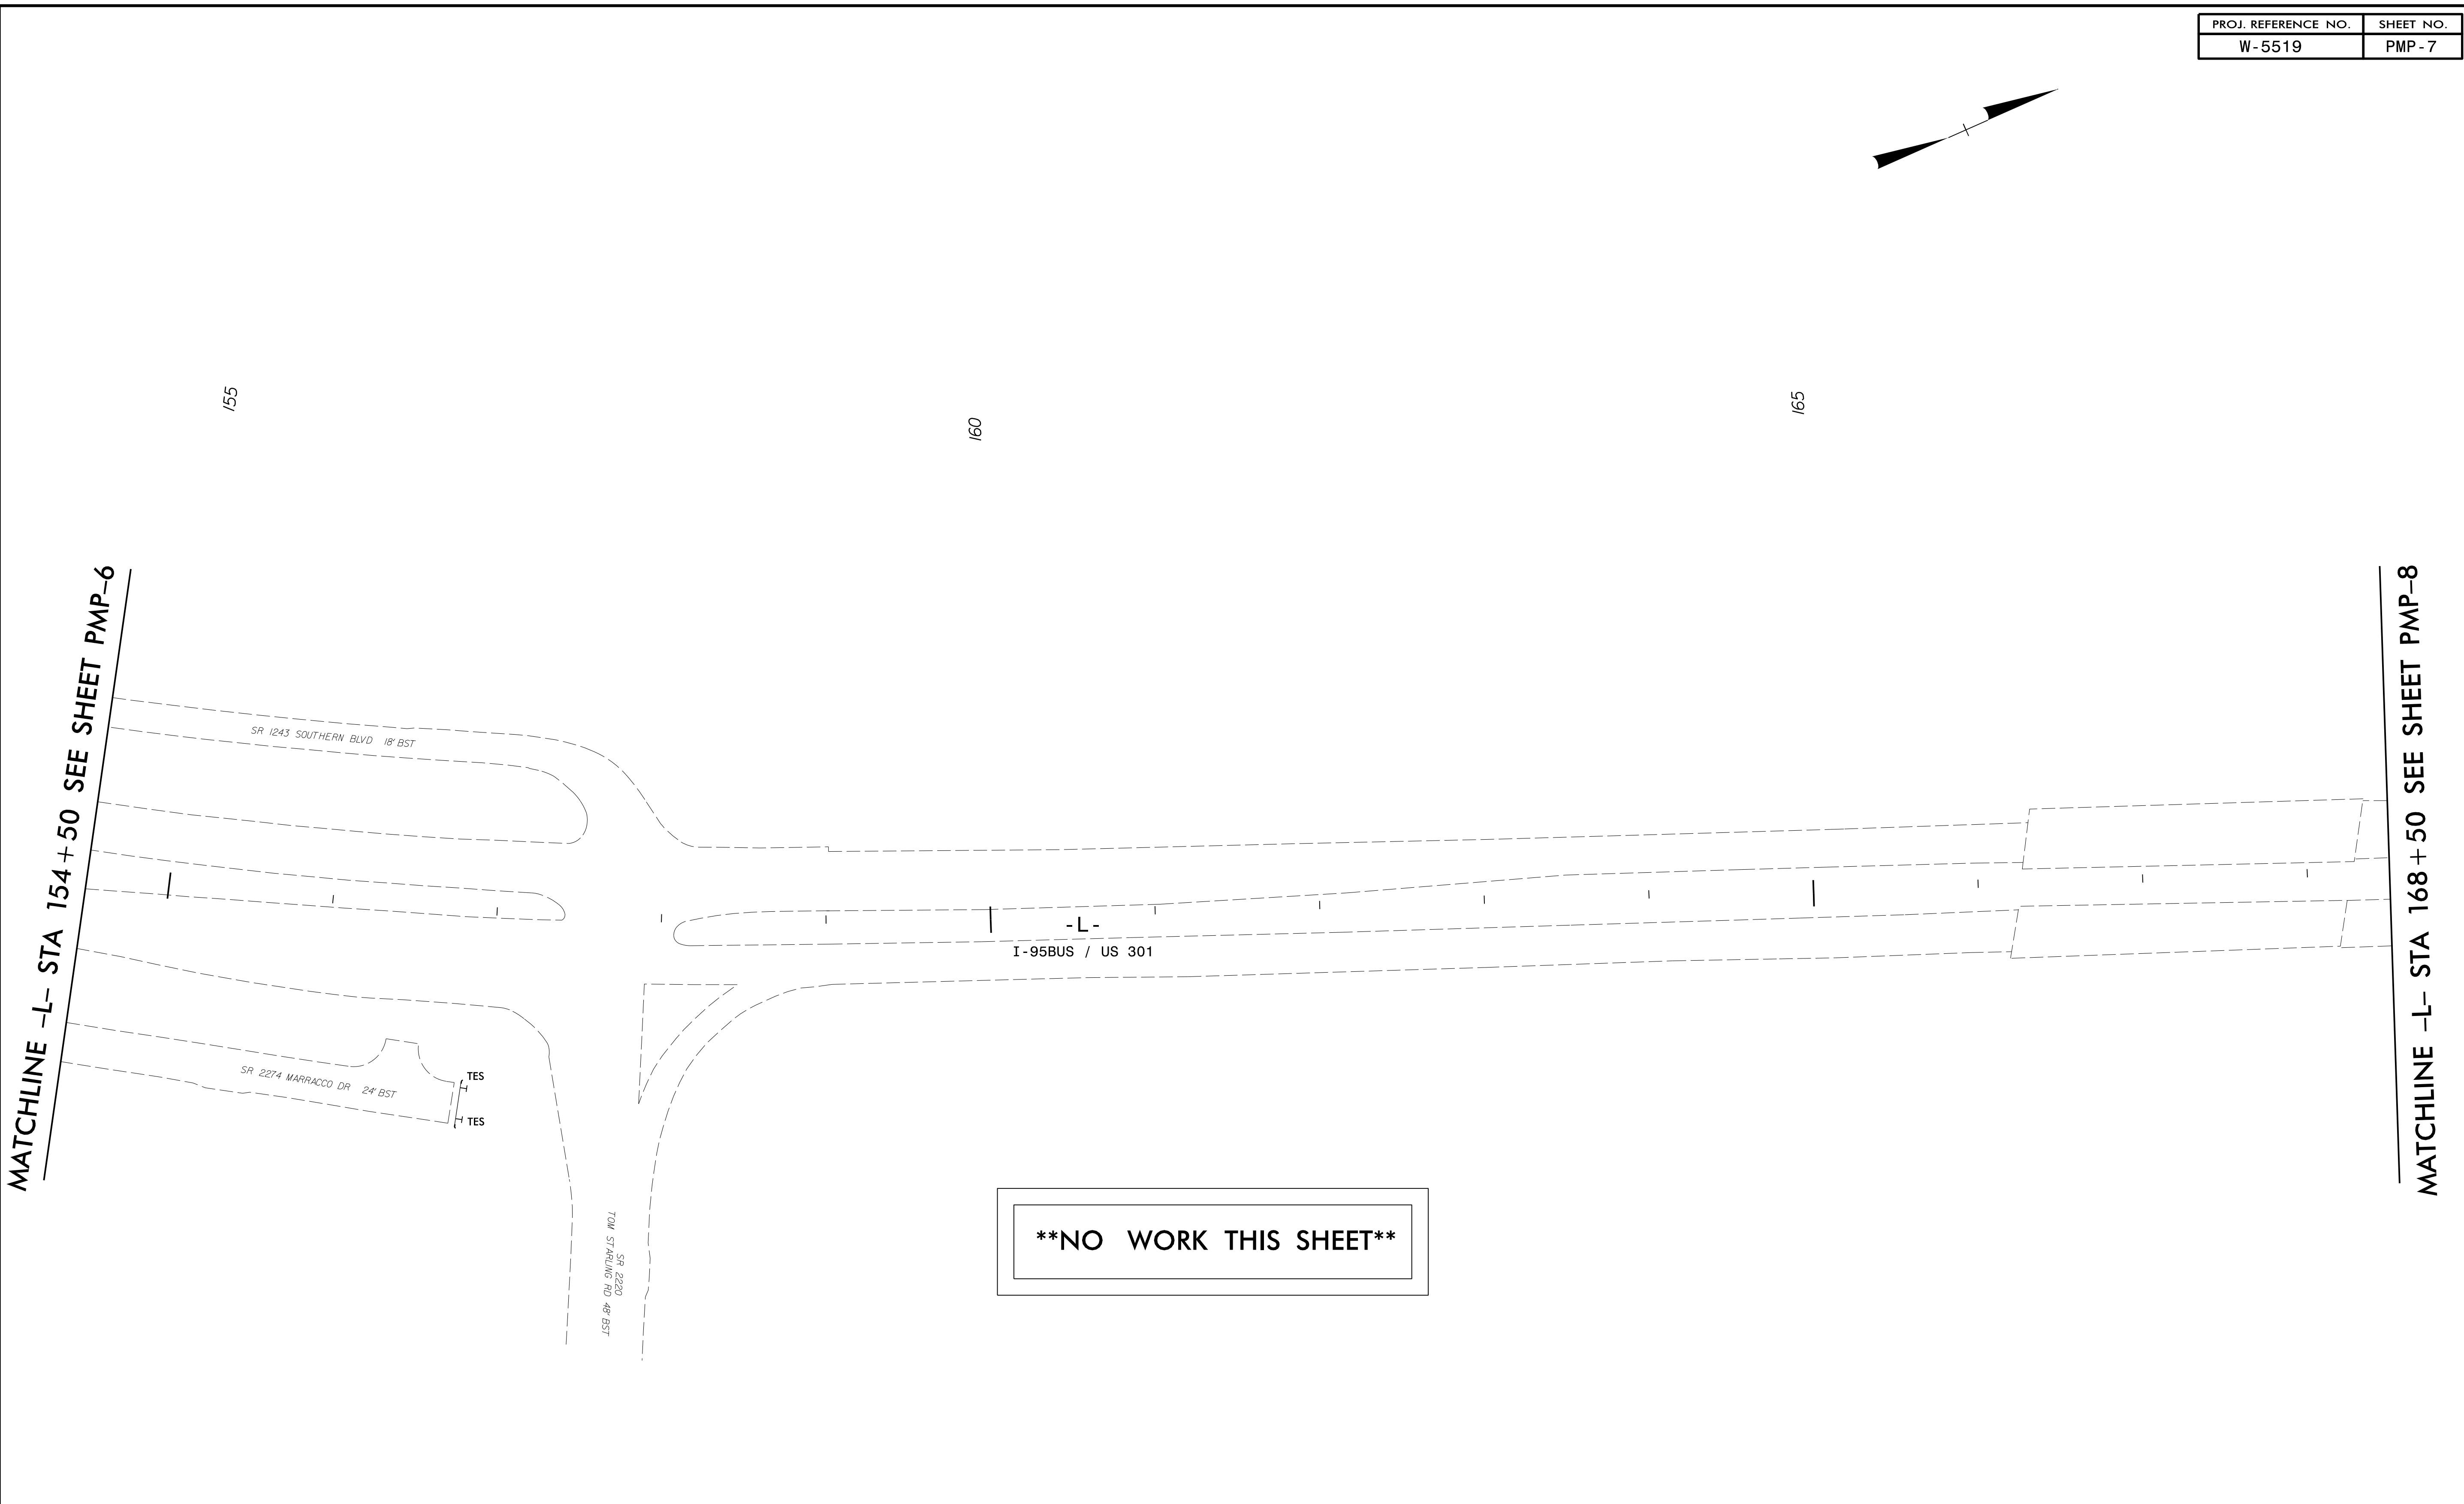 PROJ. REFERENCE NO. SHEET NO.
W-5519 PMP-7
155
160
165
MATCHLINE -L- STA 154+50 SEE SHEET PMP-6
MATCHLINE -L- STA 168+50 SEE SHEET PMP-8
SR 1243 SOUTHERN BLVD 18' BST
-L-
I-95BUS / US 301
SR 2274 MARRACCO DR 24' BST
TES
TES
SR 2220
TOM STARLING RD 48' BST
**NO WORK THIS SHEET**